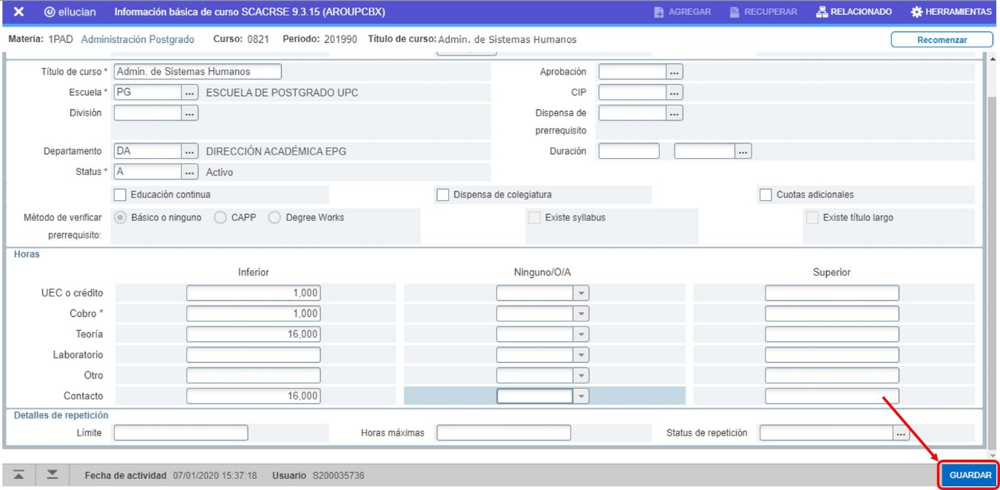 ellucian Información básica de curso SCACRSE 9.3.15 (AROUPCBX) AGREGAR RECUPERAR RELACIONADO HERRAMIENTAS
Materia: 1PAD Administración Postgrado Curso: 0821 Periodo: 201990 Título de curso: Admin. de Sistemas Humanos Recomenzar
Título de curso * Admin. de Sistemas Humanos Aprobación ...
Escuela * PG ... ESCUELA DE POSTGRADO UPC CIP ...
División ... Dispensa de ...
prerrequisito
Departamento DA ... DIRECCIÓN ACADÉMICA EPG Duración ...
Status * A ... Activo
Educación continua Dispensa de colegiatura Cuotas adicionales
Método de verificar Básico o ninguno CAPP Degree Works Existe syllabus Existe título largo
prerrequisito:
Horas
Inferior Ninguno/O/A Superior
UEC o crédito 1,000
Cobro * 1,000
Teoría 16,000
Laboratorio
Otro
Contacto 16,000
Detalles de repetición
Límite Horas máximas Status de repetición ...
Fecha de actividad 07/01/2020 15:37:18 Usuario S200035736 GUARDAR